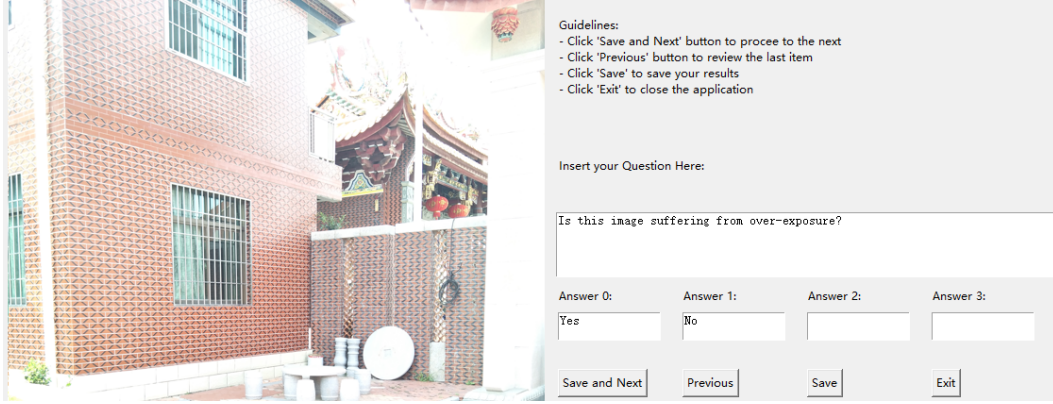 Guidelines:
- Click 'Save and Next' button to procee to the next
- Click 'Previous' button to review the last item
- Click 'Save' to save your results
- Click 'Exit' to close the application
Insert your Question Here:
Is this image suffering from over-exposure?
Answer 0:
Answer 1:
Answer 2:
Answer 3:
Yes
No
Save and Next
Previous
Save
Exit